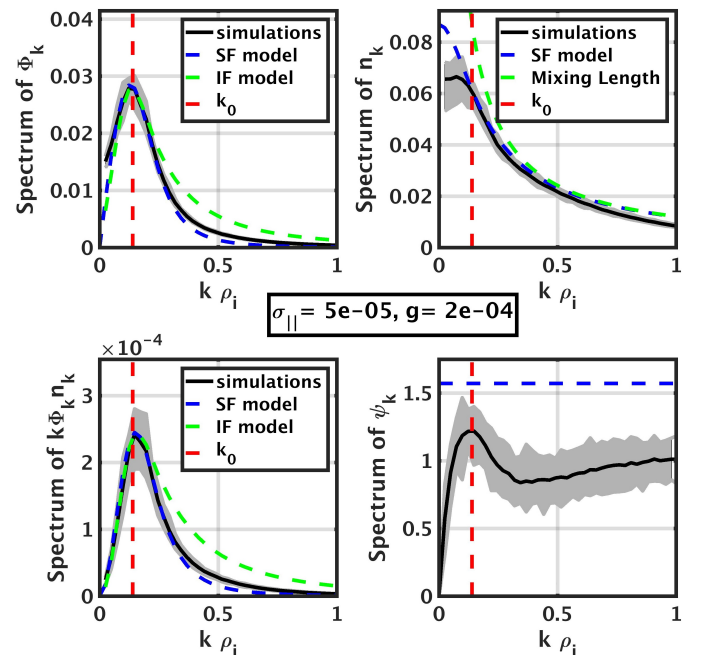 Spectrum of Φk
0.04
0.03
0.02
0.01
0
0
0.5
1
k ρi
simulations
SF model
IF model
k0
Spectrum of nk
0.08
0.06
0.04
0.02
0
0
0.5
1
k ρi
simulations
SF model
Mixing Length
k0
σ||= 5e-05, g= 2e-04
×10−4
Spectrum of kΦknk
3
2
1
0
0
0.5
1
k ρi
simulations
SF model
IF model
k0
Spectrum of ψk
1.5
1
0.5
0
0
0.5
1
k ρi